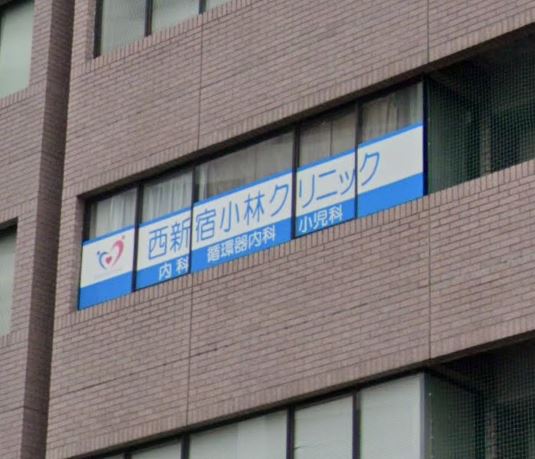 西新宿小林クリニック
内科 循環器内科 小児科